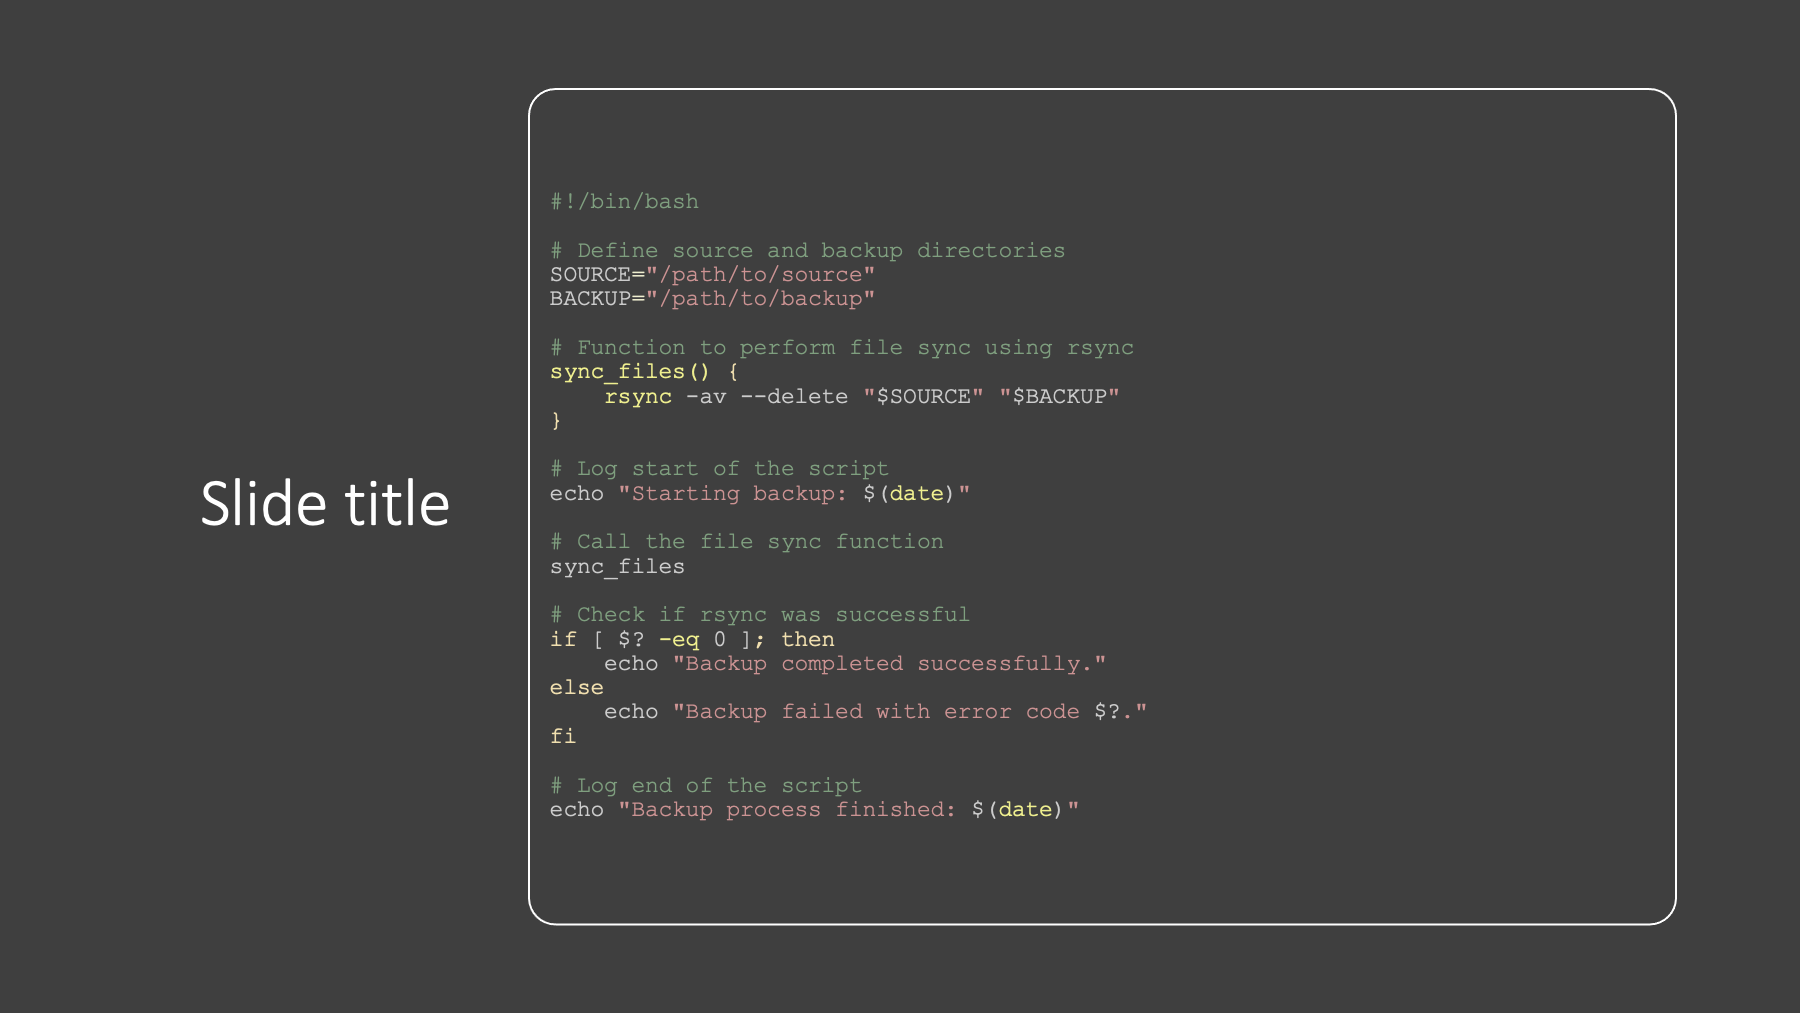 Slide title
#!/bin/bash
# Define source and backup directories
SOURCE="/path/to/source"
BACKUP="/path/to/backup"
# Function to perform file sync using rsync
sync_files() {
    rsync -av --delete "$SOURCE" "$BACKUP"
}
# Log start of the script
echo "Starting backup: $(date)"
# Call the file sync function
sync_files
# Check if rsync was successful
if [ $? -eq 0 ]; then
    echo "Backup completed successfully."
else
    echo "Backup failed with error code $?."
fi
# Log end of the script
echo "Backup process finished: $(date)"